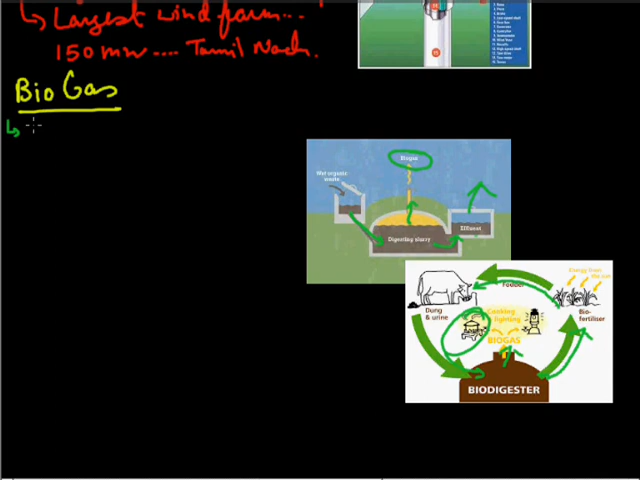 ↳ Largest wind farm...
150 mw .... Tamil Nadu.
Bio Gas
↳
Biogas
Wet organic
waste
Digesting slurry
Effluent
Energy from
the sun
Fodder
Dung
& urine
Cooking
lighting
Bio-
fertiliser
BIOGAS
BIODIGESTER